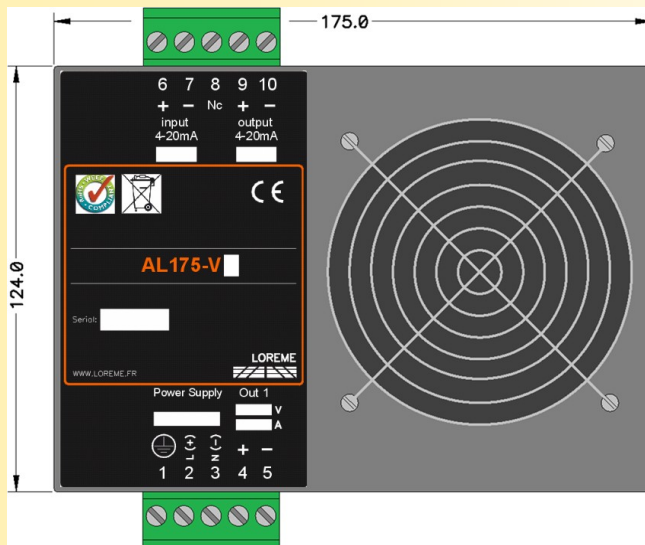 175.0
124.0
6 7 8 9 10
+ − Nc + −
input output
4-20mA 4-20mA
CE
AL175-V
Serial:
LOREME
WWW.LOREME.FR
Power Supply Out 1
V
A
L (+) N (−) + −
1 2 3 4 5